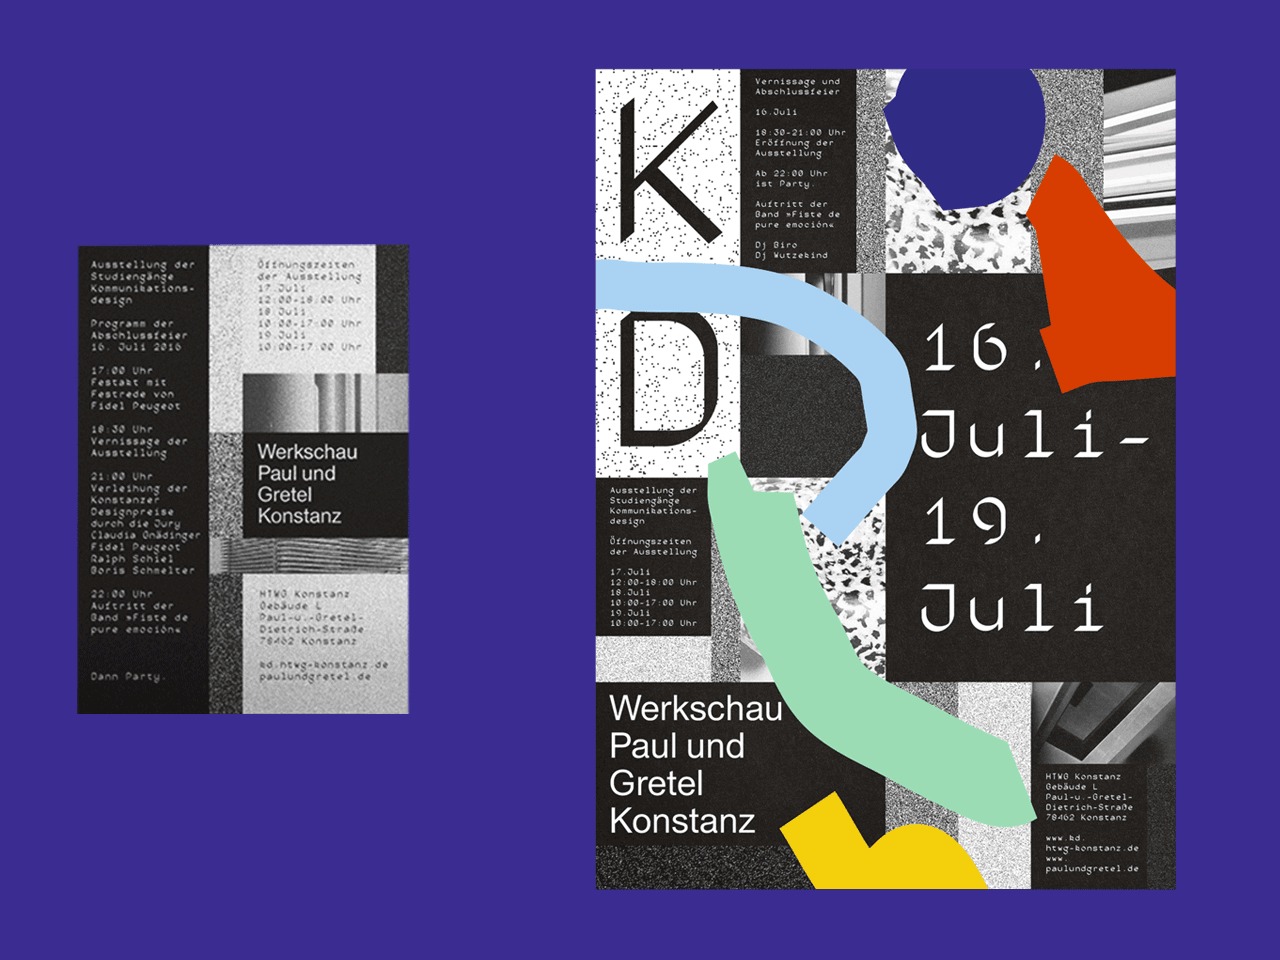 Ausstellung der
Studiengänge
Kommunikations-
design
Programm der
Abschlussfeier
16. Juli 2016
17:00 Uhr
Festakt mit
Festrede von
Fidel Peugeot
18:30 Uhr
Vernissage der
Ausstellung
21:00 Uhr
Verleihung der
Konstanzer
Designpreise
durch die Jury
Claudia Gnädinger
Fidel Peugeot
Ralph Schiel
Boris Schmelter
22:00 Uhr
Auftritt der
Band »Fiste de
pure emoción«
Dann Party.
Öffnungszeiten
der Ausstellung
17.Juli
12:00-18:00 Uhr
18 Juli
10:00-17:00 Uhr
19.Juli
10:00-17:00 Uhr
Werkschau
Paul und
Gretel
Konstanz
HTWG Konstanz
Gebäude L
Paul-u.-Gretel-
Dietrich-Straße
78462 Konstanz
kd.htwg-konstanz.de
paulundgretel.de
K
D
Vernissage und
Abschlussfeier
16.Juli
18:30-21:00 Uhr
Eröffnung der
Ausstellung
Ab 22:00 Uhr
ist Party.
Auftritt der
Band »Fiste de
pure emoción«
Dj Biro
Dj Wutzekind
16.
Juli-
19.
Juli
Ausstellung der
Studiengänge
Kommunikations-
design
Öffnungszeiten
der Ausstellung
17.Juli
12:00-18:00 Uhr
18.Juli
10:00-17:00 Uhr
19.Juli
10:00-17:00 Uhr
Werkschau
Paul und
Gretel
Konstanz
HTWG Konstanz
Gebäude L
Paul-u.-Gretel-
Dietrich-Straße
78462 Konstanz
www.kd.
htwg-konstanz.de
www.
paulundgretel.de